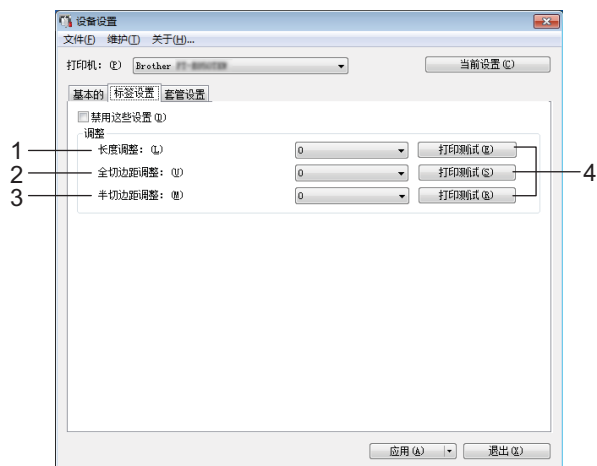 设备设置
文件(F) 维护(T) 关于(H)...
打印机: (P) Brother 当前设置(C)
基本的 标签设置 套管设置
禁用这些设置(D)
调整
1 长度调整: (L) 0 打印测试(E)
2 全切边距调整: (U) 0 打印测试(S) 4
3 半切边距调整: (M) 0 打印测试(R)
应用(A) 退出(X)